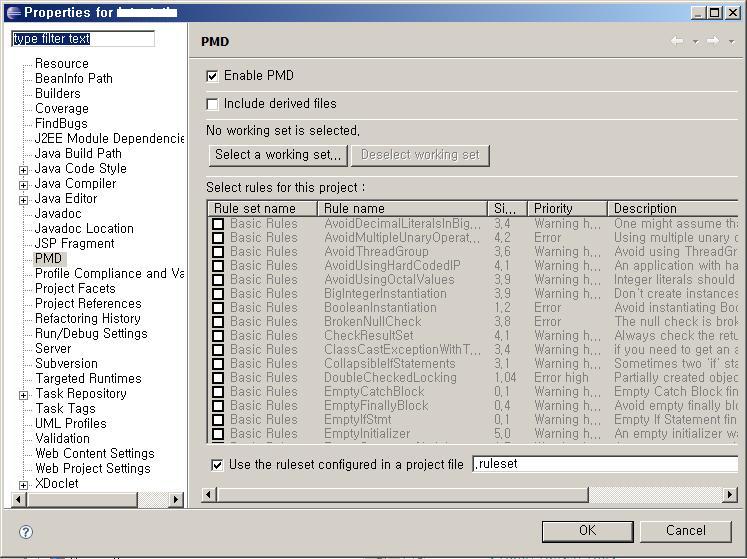 Properties for
type filter text
Resource
BeanInfo Path
Builders
Coverage
FindBugs
J2EE Module Dependencie
Java Build Path
Java Code Style
Java Compiler
Java Editor
Javadoc
Javadoc Location
JSP Fragment
PMD
Profile Compliance and Va
Project Facets
Project References
Refactoring History
Run/Debug Settings
Server
Subversion
Targeted Runtimes
Task Repository
Task Tags
UML Profiles
Validation
Web Content Settings
Web Project Settings
XDoclet
PMD
Enable PMD
Include derived files
No working set is selected,
Select a working set,,, Deselect working set
Select rules for this project :
Rule set name Rule name Si,,, Priority Description
Basic Rules AvoidDecimalLiteralsInBig,,, 3,4 Warning h,,, One might assume tha
Basic Rules AvoidMultipleUnaryOperat,,, 4,2 Error Using multiple unary o
Basic Rules AvoidThreadGroup 3,6 Warning h,,, Avoid using ThreadGr
Basic Rules AvoidUsingHardCodedIP 4,1 Warning h,,, An application with ha
Basic Rules AvoidUsingOctalValues 3,9 Warning h,,, Integer literals should
Basic Rules BigIntegerInstantiation 3,9 Warning h,,, Don't create instances
Basic Rules BooleanInstantiation 1,2 Error Avoid instantiating Boo
Basic Rules BrokenNullCheck 3,8 Error The null check is brok
Basic Rules CheckResultSet 4,1 Warning h,,, Always check the retu
Basic Rules ClassCastExceptionWithT,,, 3,4 Warning h,,, if you need to get an a
Basic Rules CollapsibleIfStatements 3,1 Warning h,,, Sometimes two 'if' sta
Basic Rules DoubleCheckedLocking 1,04 Error high Partially created objec
Basic Rules EmptyCatchBlock 0,1 Warning h,,, Empty Catch Block fin
Basic Rules EmptyFinallyBlock 0,4 Warning h,,, Avoid empty finally blo
Basic Rules EmptyIfStmt 0,1 Warning h,,, Empty If Statement fin
Basic Rules EmptyInitializer 5,0 Warning h,,, An empty initializer wa
Use the ruleset configured in a project file ,ruleset
OK Cancel